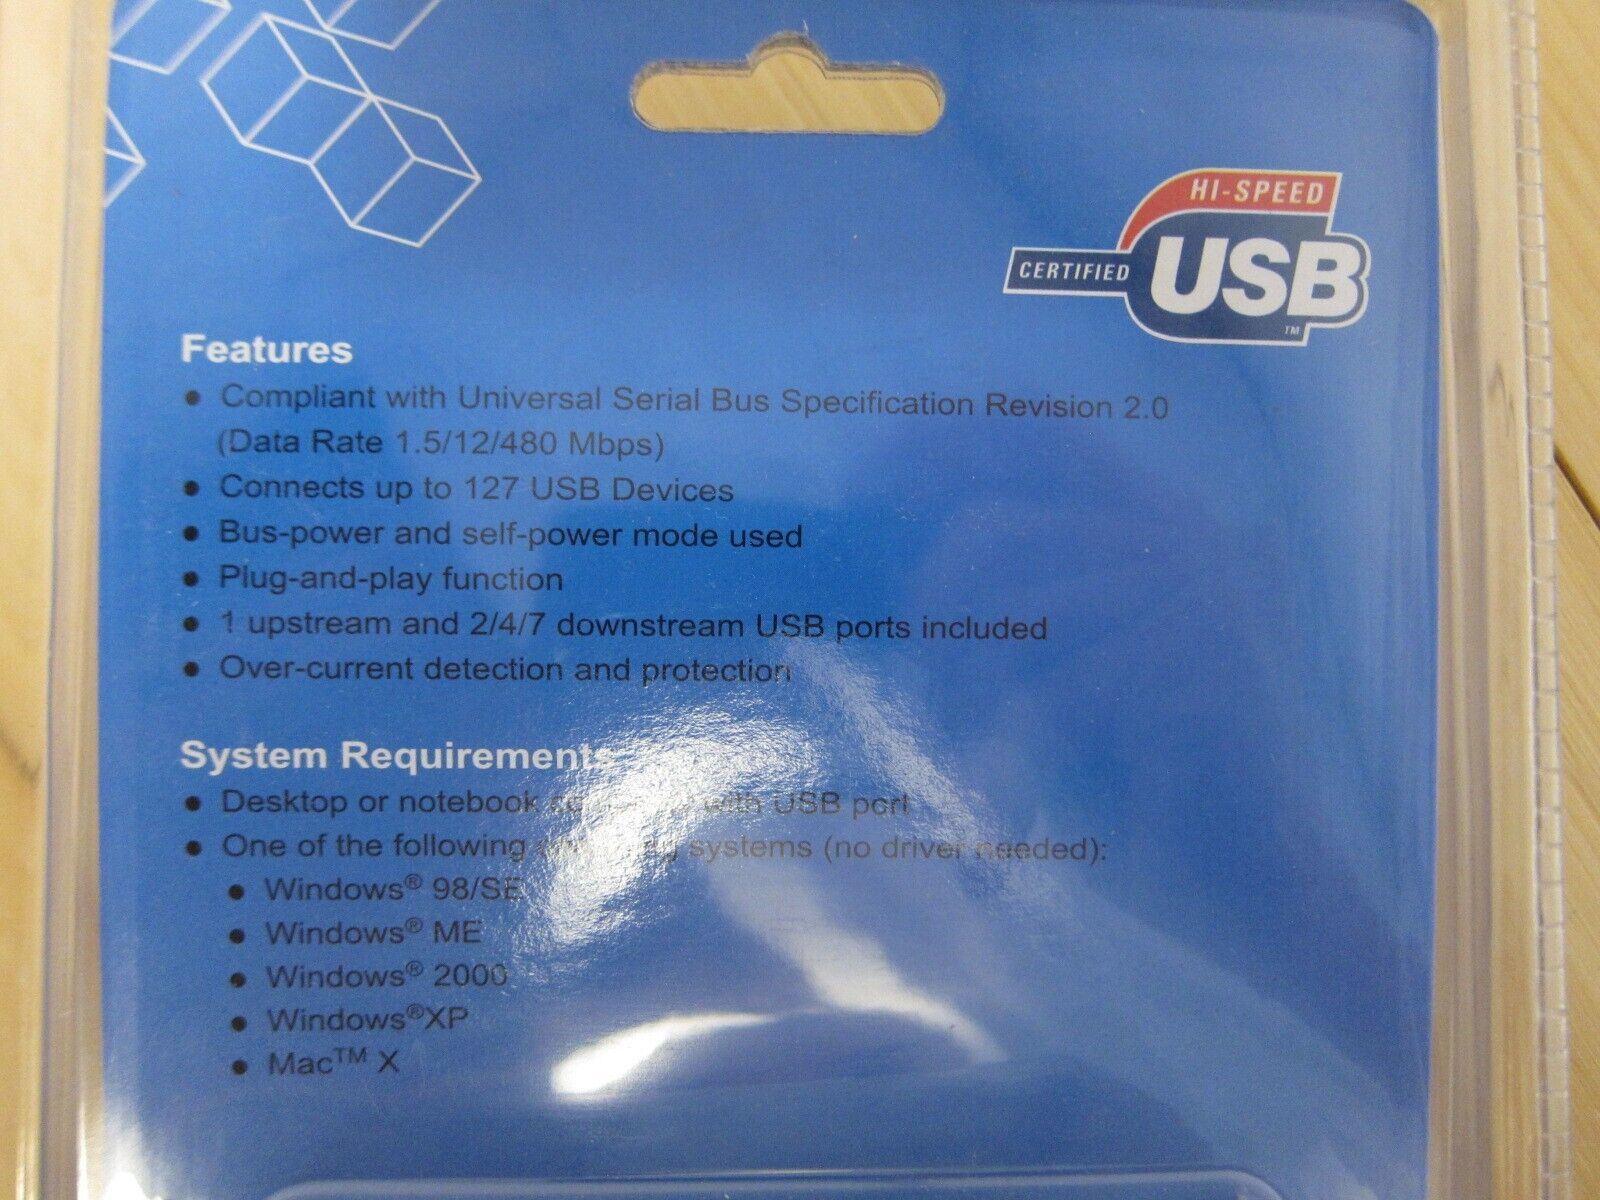 HI-SPEED
CERTIFIED USB
TM
Features
• Compliant with Universal Serial Bus Specification Revision 2.0
(Data Rate 1.5/12/480 Mbps)
• Connects up to 127 USB Devices
• Bus-power and self-power mode used
• Plug-and-play function
• 1 upstream and 2/4/7 downstream USB ports included
• Over-current detection and protection
System Requirements
• Desktop or notebook with USB port
• One of the following systems (no driver needed):
• Windows® 98/SE
• Windows® ME
• Windows® 2000
• Windows®XP
• Mac™ X